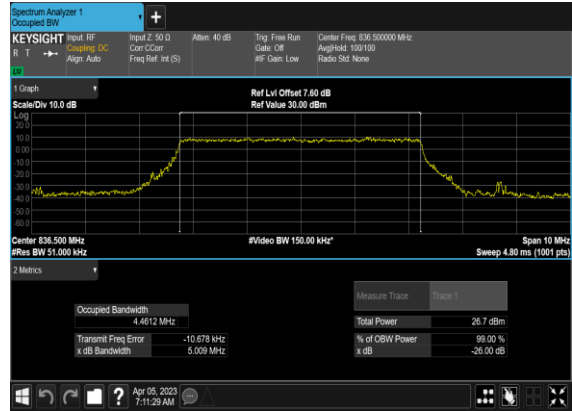 Spectrum Analyzer 1
Occupied BW
+
KEYSIGHT Input: RF Input Z: 50 Ω Atten: 40 dB Trig: Free Run Center Freq: 836.500000 MHz
R T Coupling: DC Corr CCorr Gate: Off Avg|Hold: 100/100
Align: Auto Freq Ref: Int (S) #IF Gain: Low Radio Std: None
LV
1 Graph
Ref Lvl Offset 7.60 dB
Scale/Div 10.0 dB Ref Value 30.00 dBm
Log
20.0
10.0
0.00
-10.0
-20.0
-30.0
-40.0
-50.0
-60.0
Center 836.500 MHz #Video BW 150.00 kHz* Span 10 MHz
#Res BW 51.000 kHz Sweep 4.80 ms (1001 pts)
2 Metrics
Measure Trace Trace 1
Occupied Bandwidth
4.4612 MHz Total Power 26.7 dBm
Transmit Freq Error -10.678 kHz % of OBW Power 99.00 %
x dB Bandwidth 5.009 MHz x dB -26.00 dB
? Apr 05, 2023
7:11:29 AM